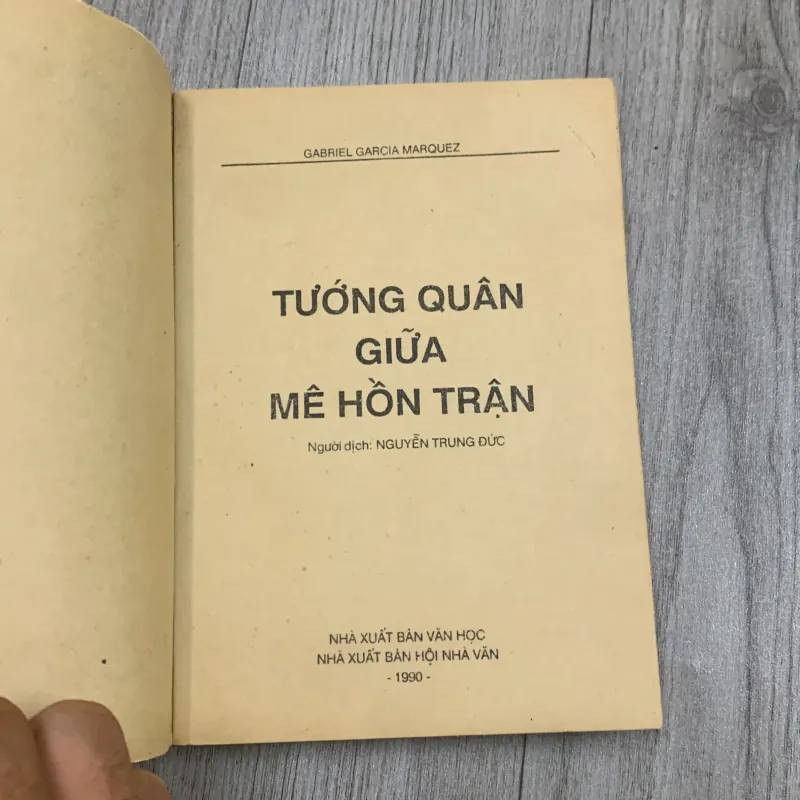 GABRIEL GARCIA MARQUEZ
TƯỚNG QUÂN
GIỮA
MÊ HỒN TRẬN
Người dịch: NGUYỄN TRUNG ĐỨC
NHÀ XUẤT BẢN VĂN HỌC
NHÀ XUẤT BẢN HỘI NHÀ VĂN
- 1990 -